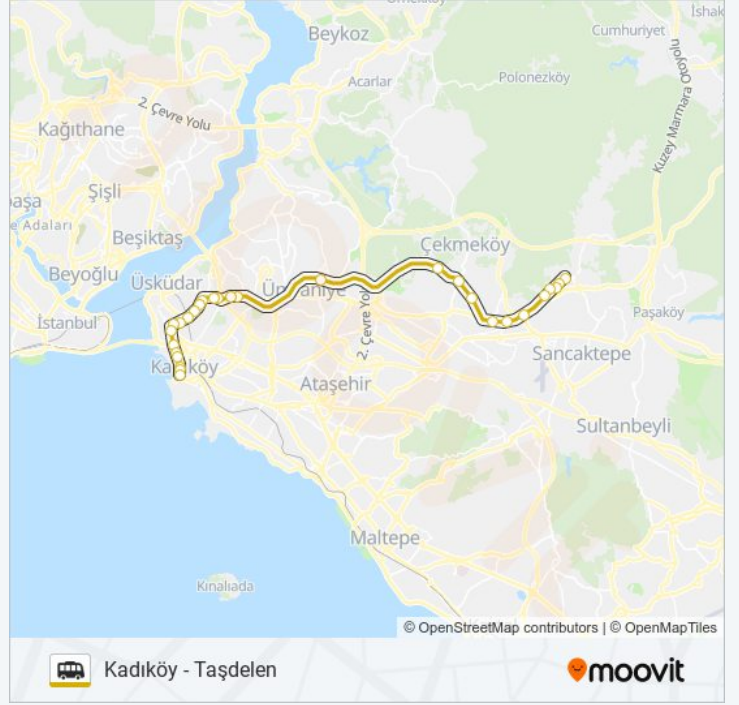 Beykoz
İshak
Cumhuriyet
Acarlar
Polonezköy
2. Çevre Yolu
Kağıthane
Kuzey Marmara Otoyolu
Şişli
paşa
e Adaları
Beşiktaş
Çekmeköy
Beyoğlu
Üsküdar
Ümraniye
İstanbul
2. Çevre Yolu
Paşaköy
Sancaktepe
Kadıköy
Ataşehir
Sultanbeyli
Maltepe
Kınalıada
© OpenStreetMap contributors | © OpenMapTiles
Kadıköy - Taşdelen
moovit